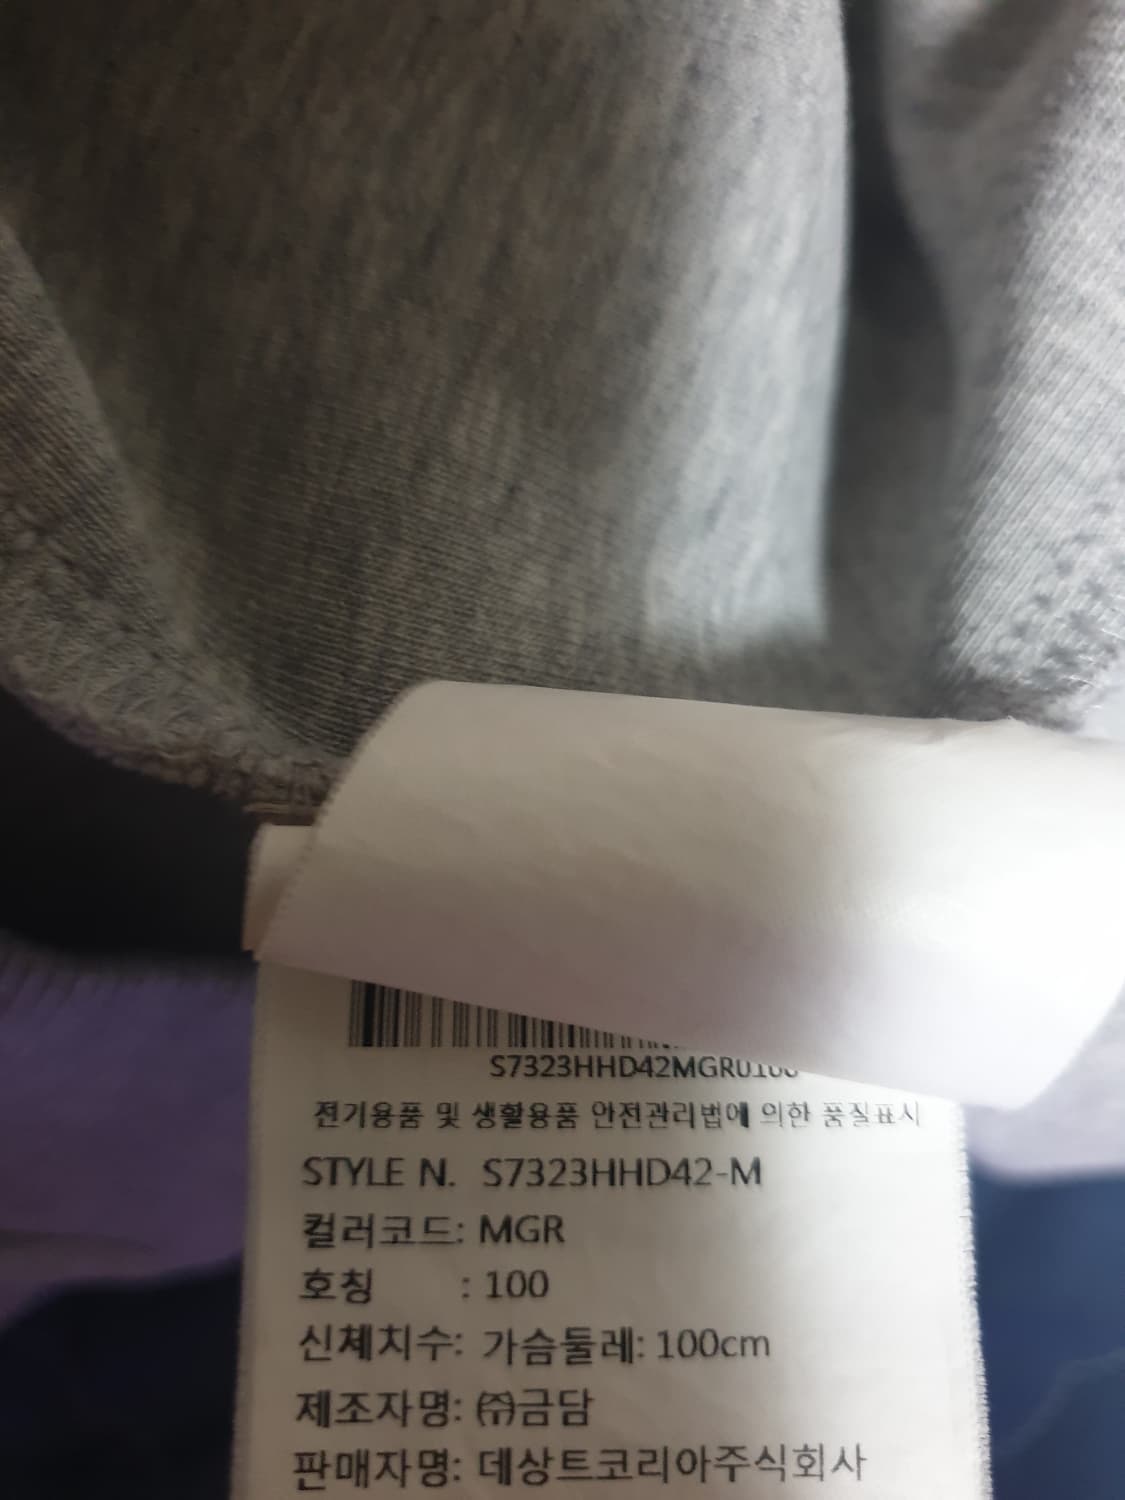 S7323HHD42MGR0100
전기용품 및 생활용품 안전관리법에 의한 품질표시
STYLE N. S7323HHD42-M
컬러코드: MGR
호칭 : 100
신체치수: 가슴둘레: 100cm
제조자명: ㈜금담
판매자명: 데상트코리아주식회사